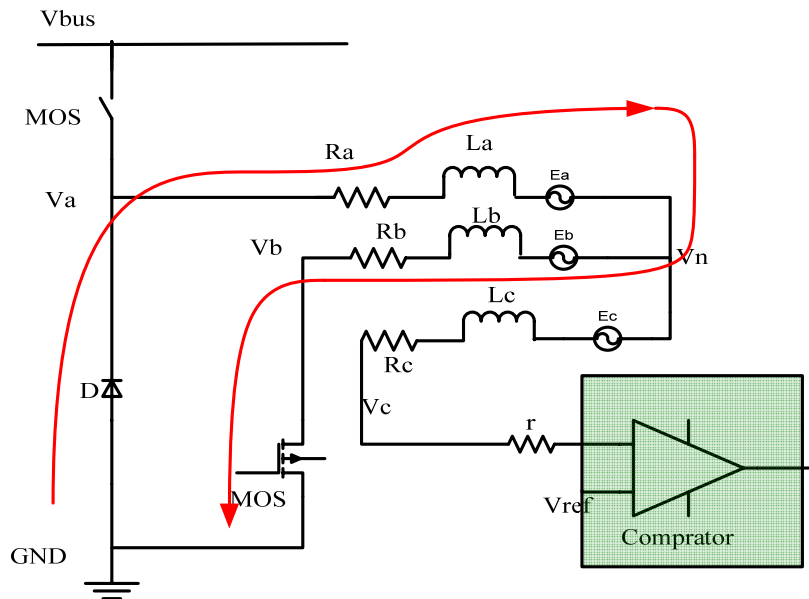 Vbus
MOS
Ra
La
Ea
Va
Lb
Rb
Eb
Vb
Vn
Lc
Ec
Rc
D
Vc
r
MOS
Vref
Comprator
GND